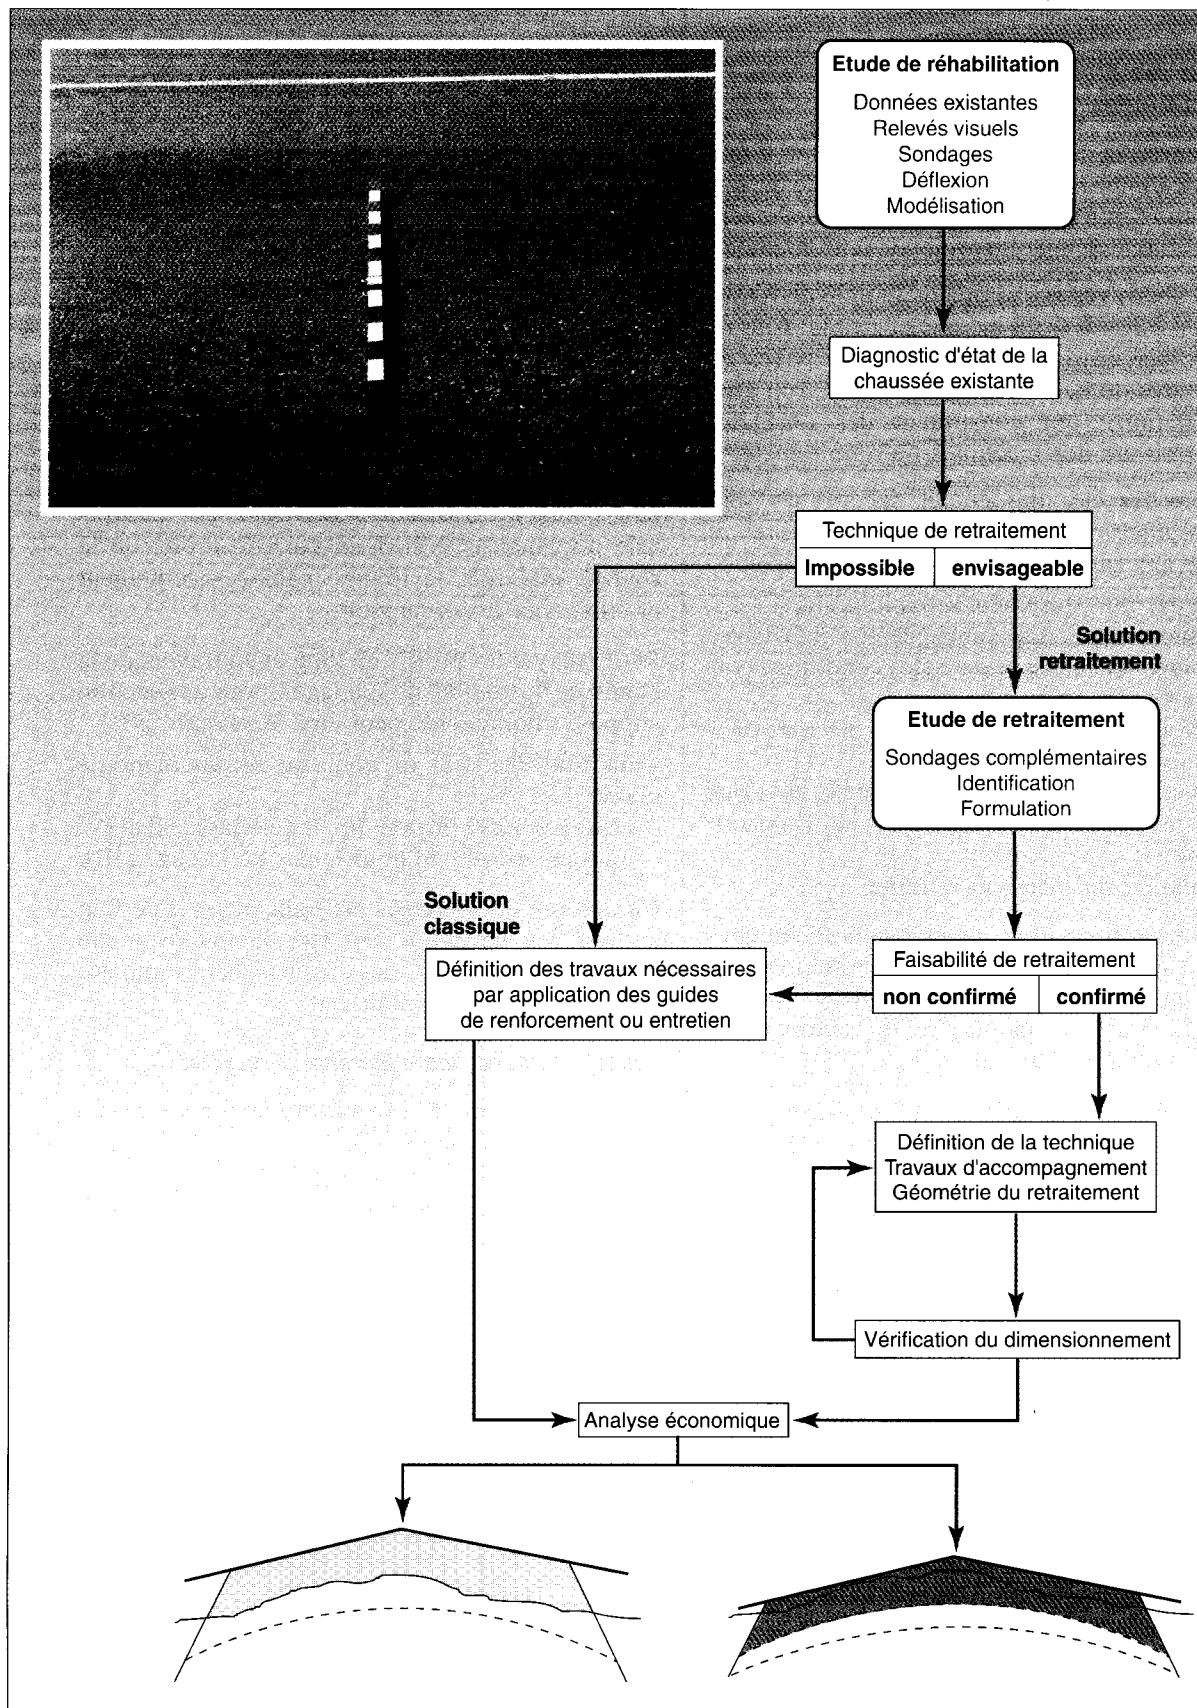 Etude de réhabilitation
Données existantes
Relevés visuels
Sondages
Déflexion
Modélisation
Diagnostic d'état de la
chaussée existante
Technique de retraitement
Impossible envisageable
Solution
retraitement
Etude de retraitement
Sondages complémentaires
Identification
Formulation
Solution
classique
Définition des travaux nécessaires
par application des guides
de renforcement ou entretien
Faisabilité de retraitement
non confirmé confirmé
Définition de la technique
Travaux d'accompagnement
Géométrie du retraitement
Vérification du dimensionnement
Analyse économique